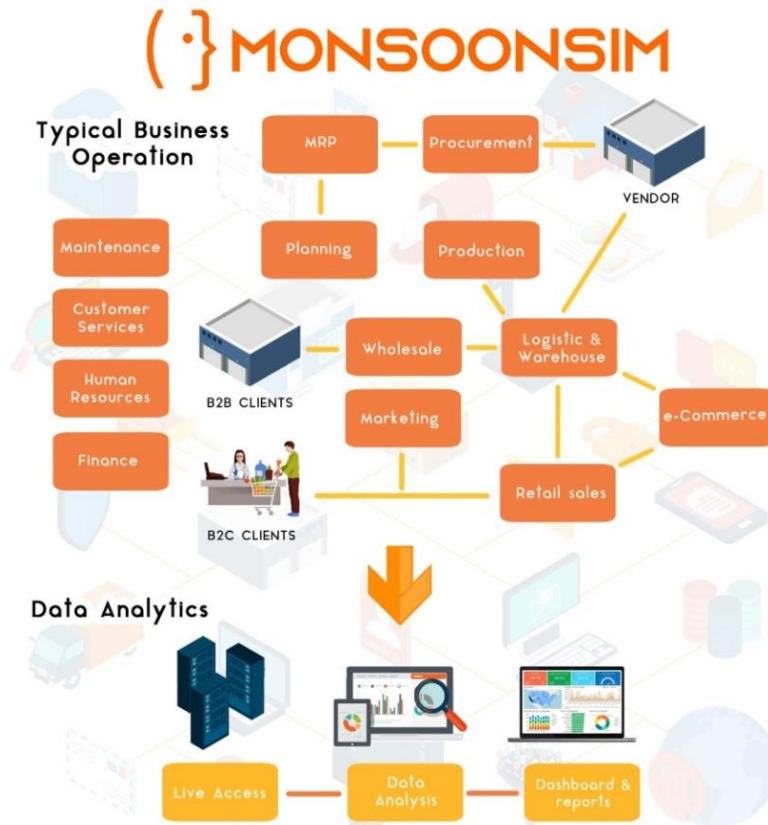 MONSOONSIM
Typical Business
Operation
MRP
Procurement
VENDOR
Maintenance
Planning
Production
Customer
Services
B2B CLIENTS
Wholesale
Logistic &
Warehouse
Human
Resources
Marketing
e-Commerce
Finance
B2C CLIENTS
Retail sales
Data Analytics
Live Access
Data
Analysis
Dashboard &
reports